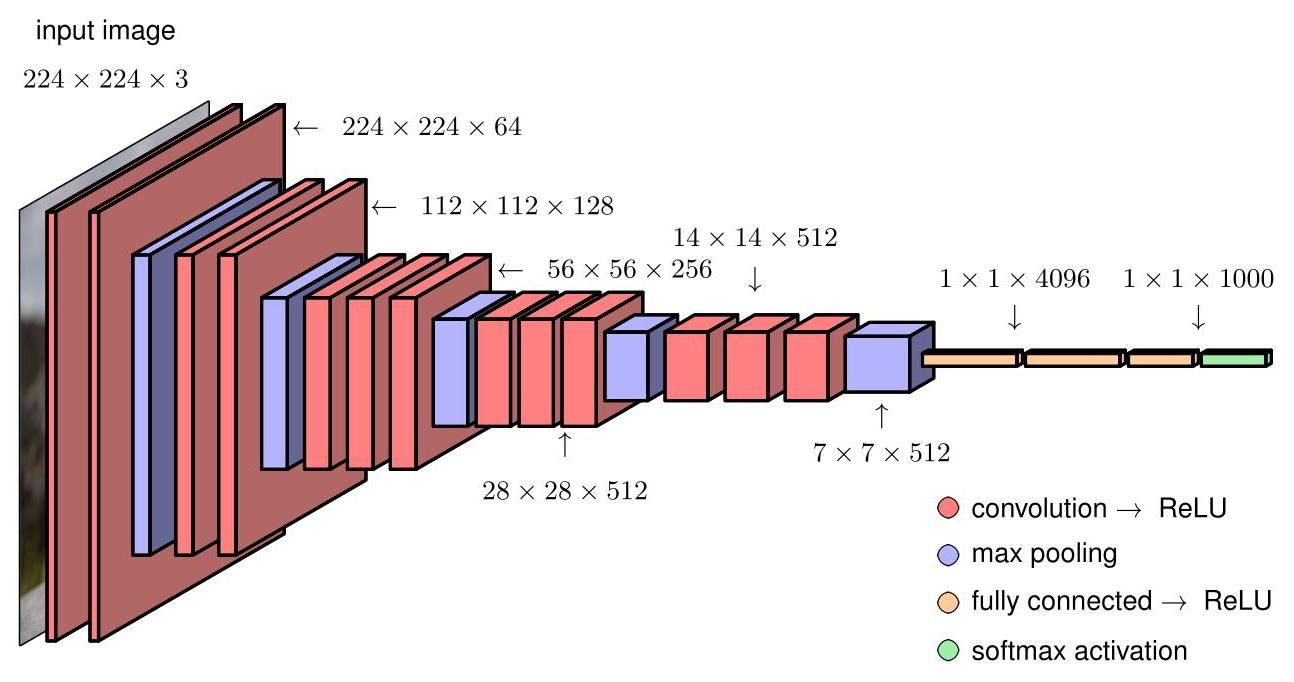 input image
224 × 224 × 3
← 224 × 224 × 64
← 112 × 112 × 128
← 56 × 56 × 256
14 × 14 × 512
↓
1 × 1 × 4096
↓
1 × 1 × 1000
↓
↑
7 × 7 × 512
↑
28 × 28 × 512
convolution → ReLU
max pooling
fully connected → ReLU
softmax activation